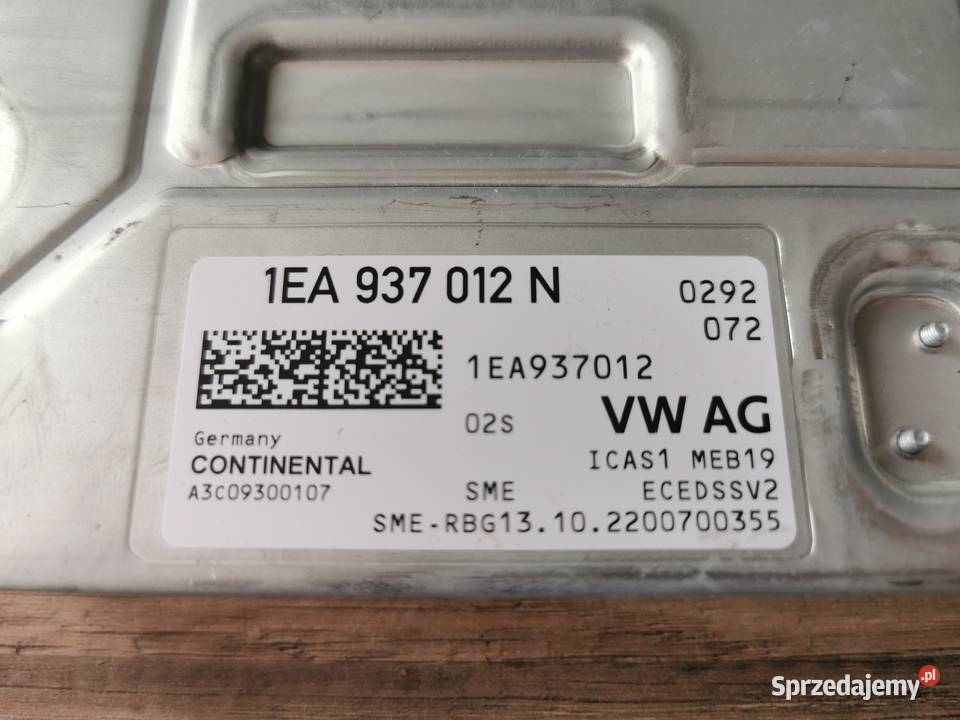 1EA 937 012 N
0292
072
1EA937012
02S
VW AG
Germany
CONTINENTAL
ICAS1 MEB19
A3C09300107
SME
ECEDSSV2
SME-RBG13.10.2200700355
Sprzedajemy.pl